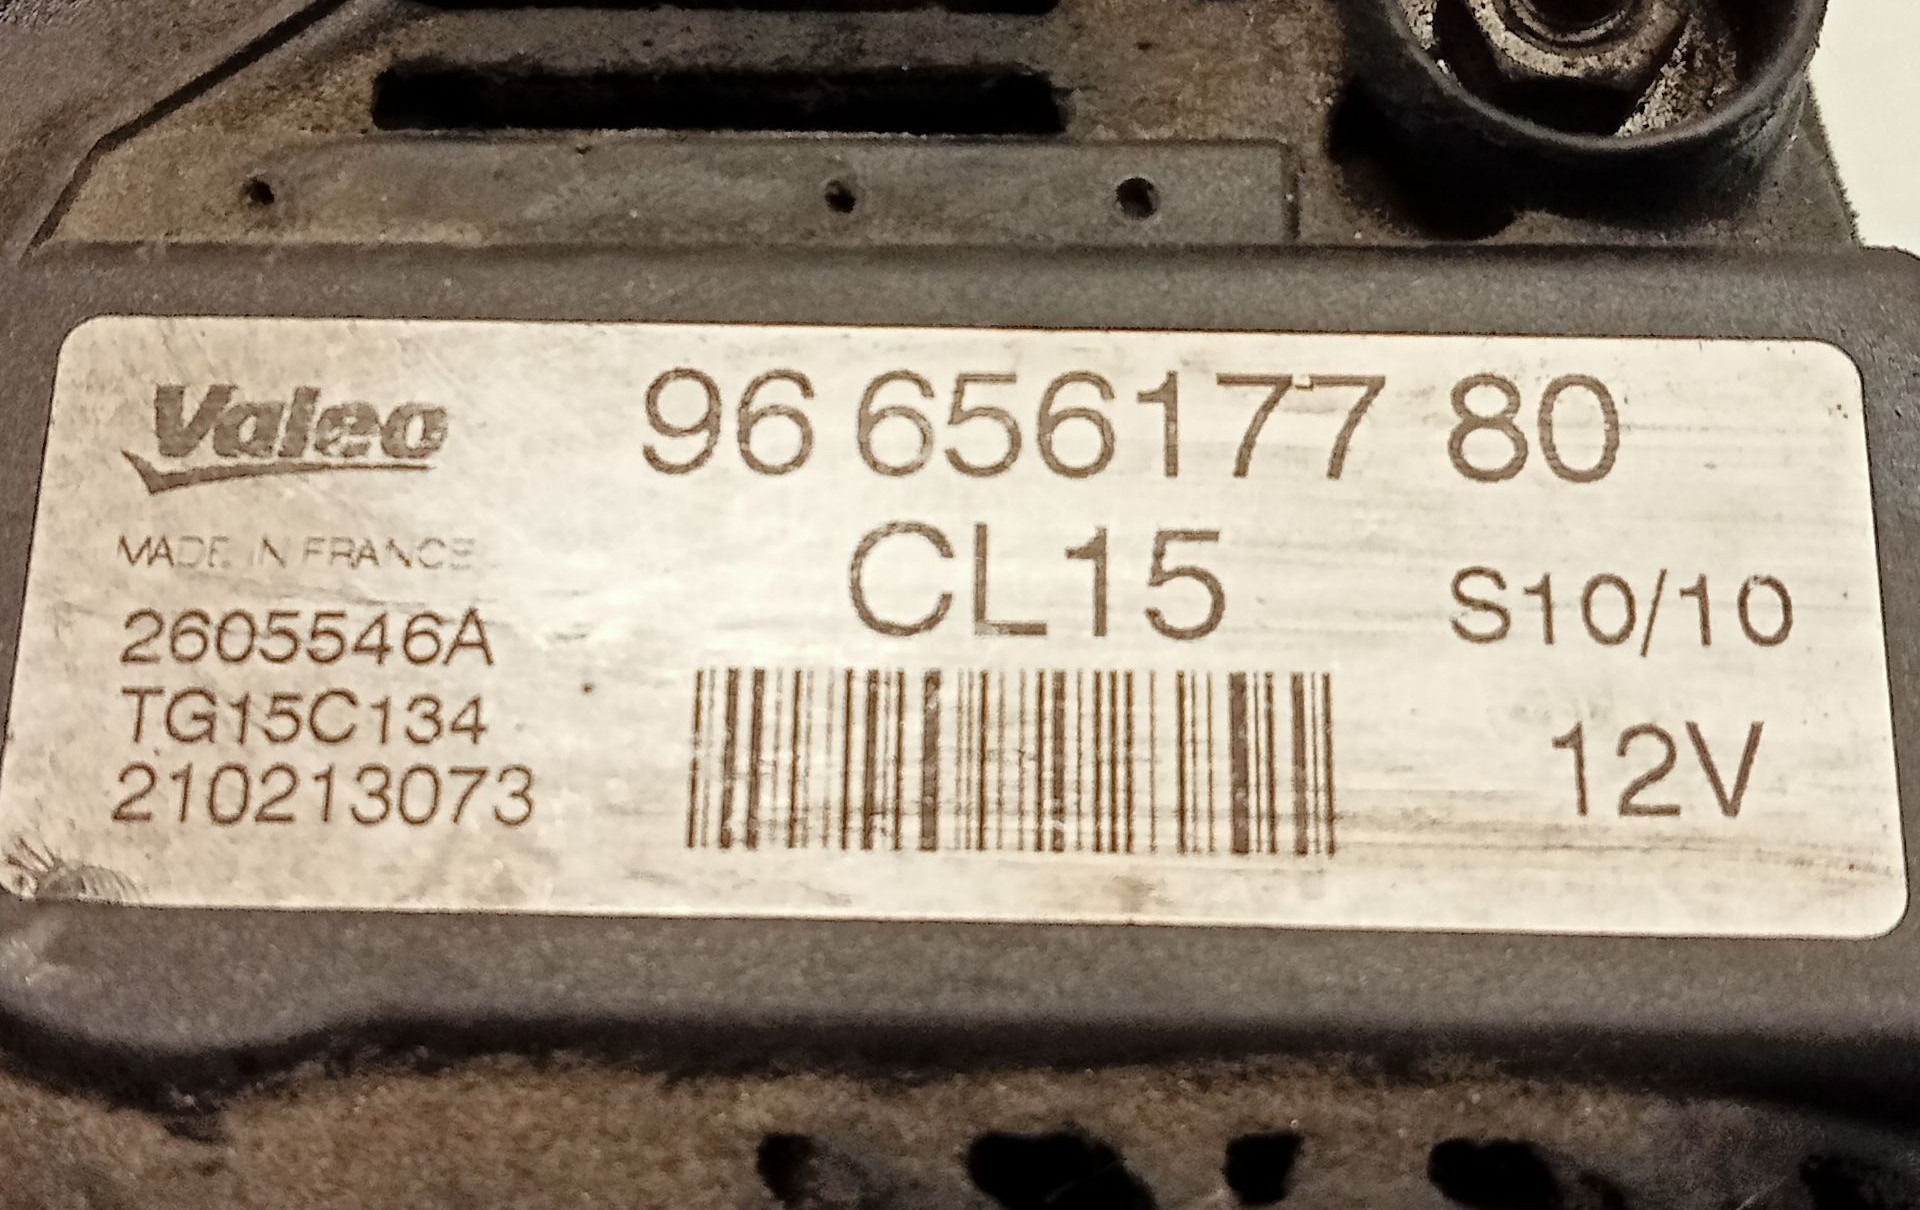 Valeo
96 656177 80
MADE IN FRANCE
CL15
S10/10
2605546A
TG15C134
12V
210213073